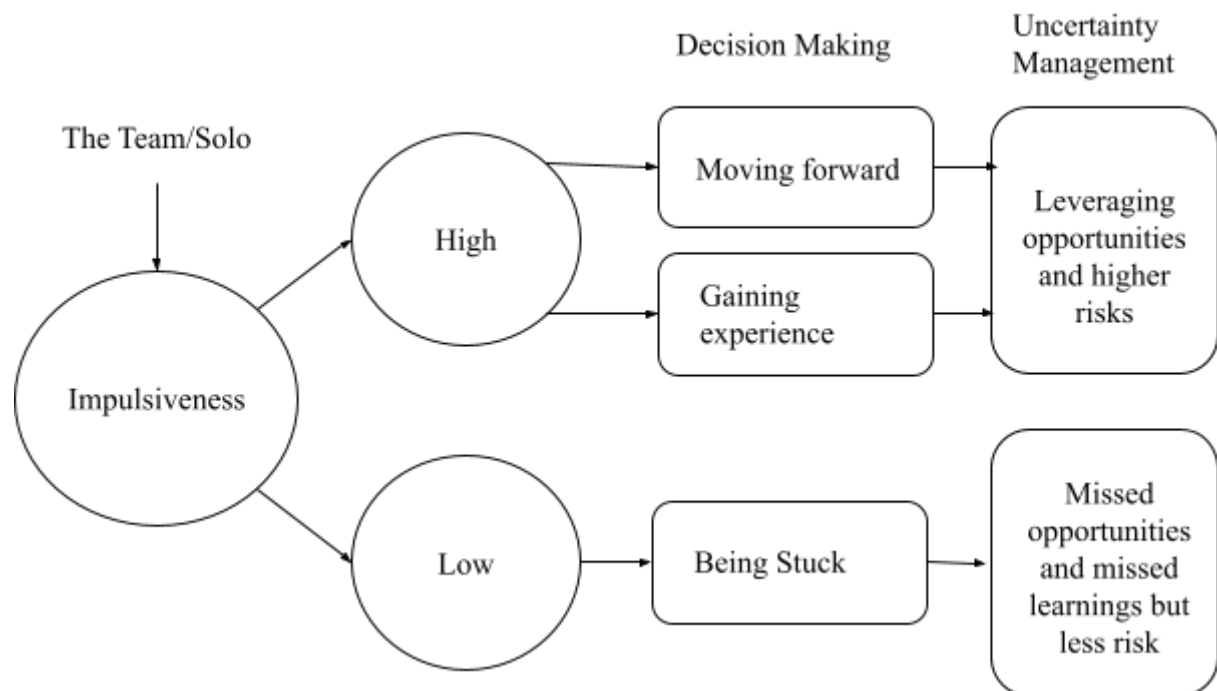 Decision Making
Uncertainty
Management
The Team/Solo
Impulsiveness
High
Moving forward
Gaining
experience
Leveraging
opportunities
and higher
risks
Low
Being Stuck
Missed
opportunities
and missed
learnings but
less risk